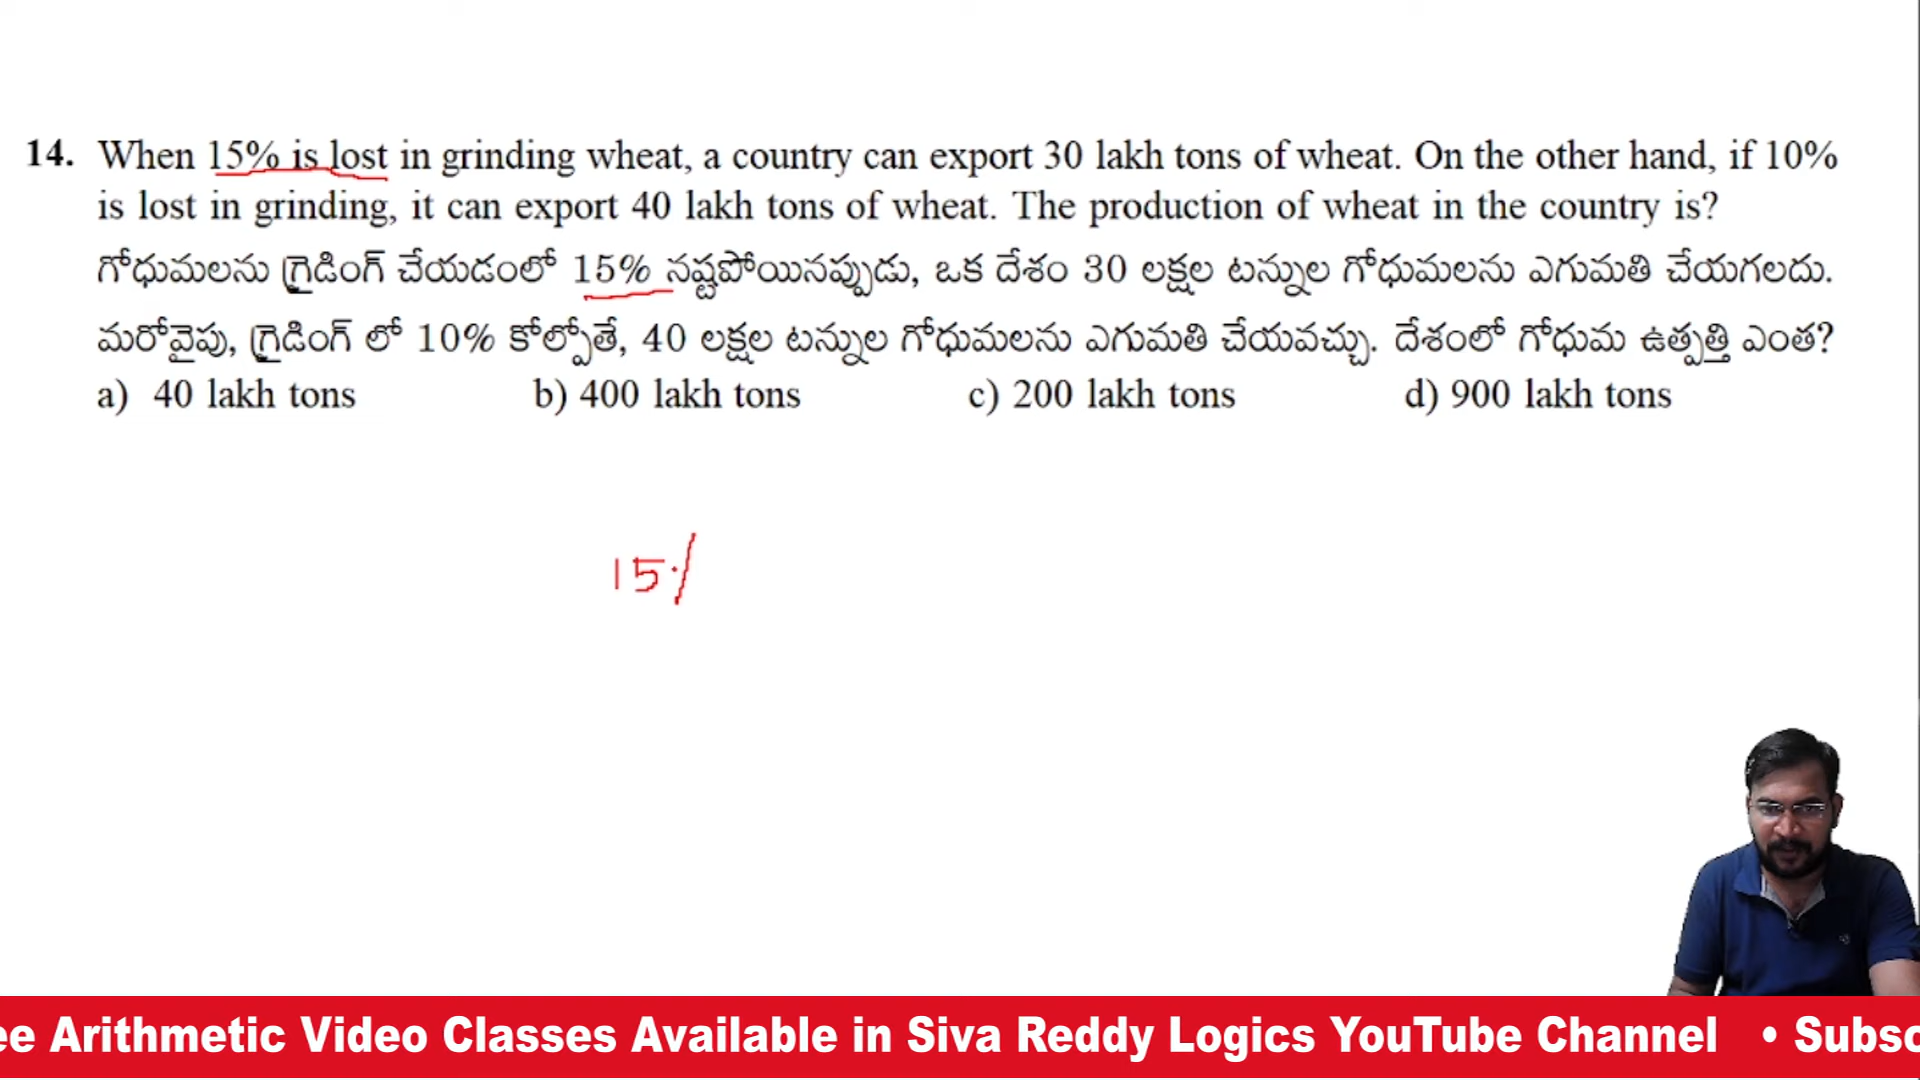 14. When 15% is lost in grinding wheat, a country can export 30 lakh tons of wheat. On the other hand, if 10%
is lost in grinding, it can export 40 lakh tons of wheat. The production of wheat in the country is?
గోధుమలను గ్రైడింగ్ చేయడంలో 15% నష్టపోయినప్పుడు, ఒక దేశం 30 లక్షల టన్నుల గోధుమలను ఎగుమతి చేయగలదు.
మరోవైపు, గ్రైడింగ్ లో 10% కోల్పోతే, 40 లక్షల టన్నుల గోధుమలను ఎగుమతి చేయవచ్చు. దేశంలో గోధుమ ఉత్పత్తి ఎంత?
a) 40 lakh tons b) 400 lakh tons c) 200 lakh tons d) 900 lakh tons
15%
ee Arithmetic Video Classes Available in Siva Reddy Logics YouTube Channel • Subsc